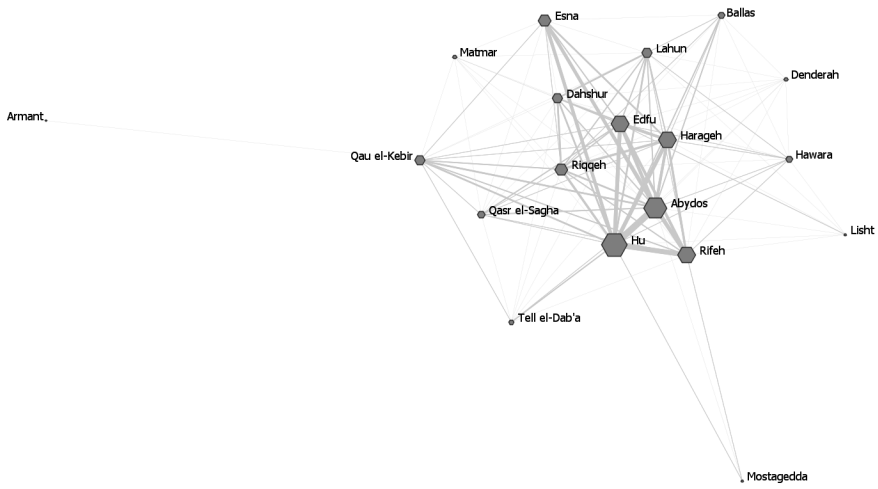 Esna
Ballas
Matmar
Lahun
Denderah
Dahshur
Armant
Edfu
Harageh
Qau el-Kebir
Riqqeh
Hawara
Qasr el-Sagha
Abydos
Lisht
Hu
Rifeh
Tell el-Dab'a
Mostagedda